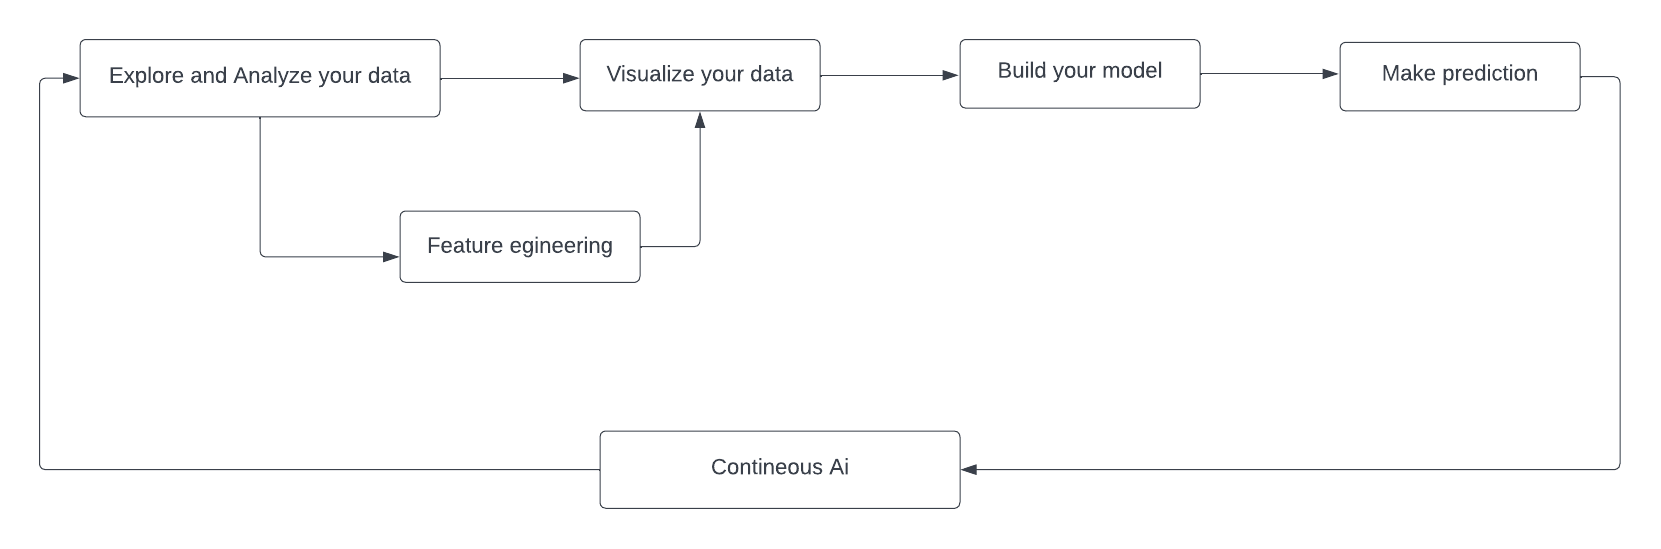 Explore and Analyze your data
Visualize your data
Build your model
Make prediction
Feature egineering
Contineous Ai